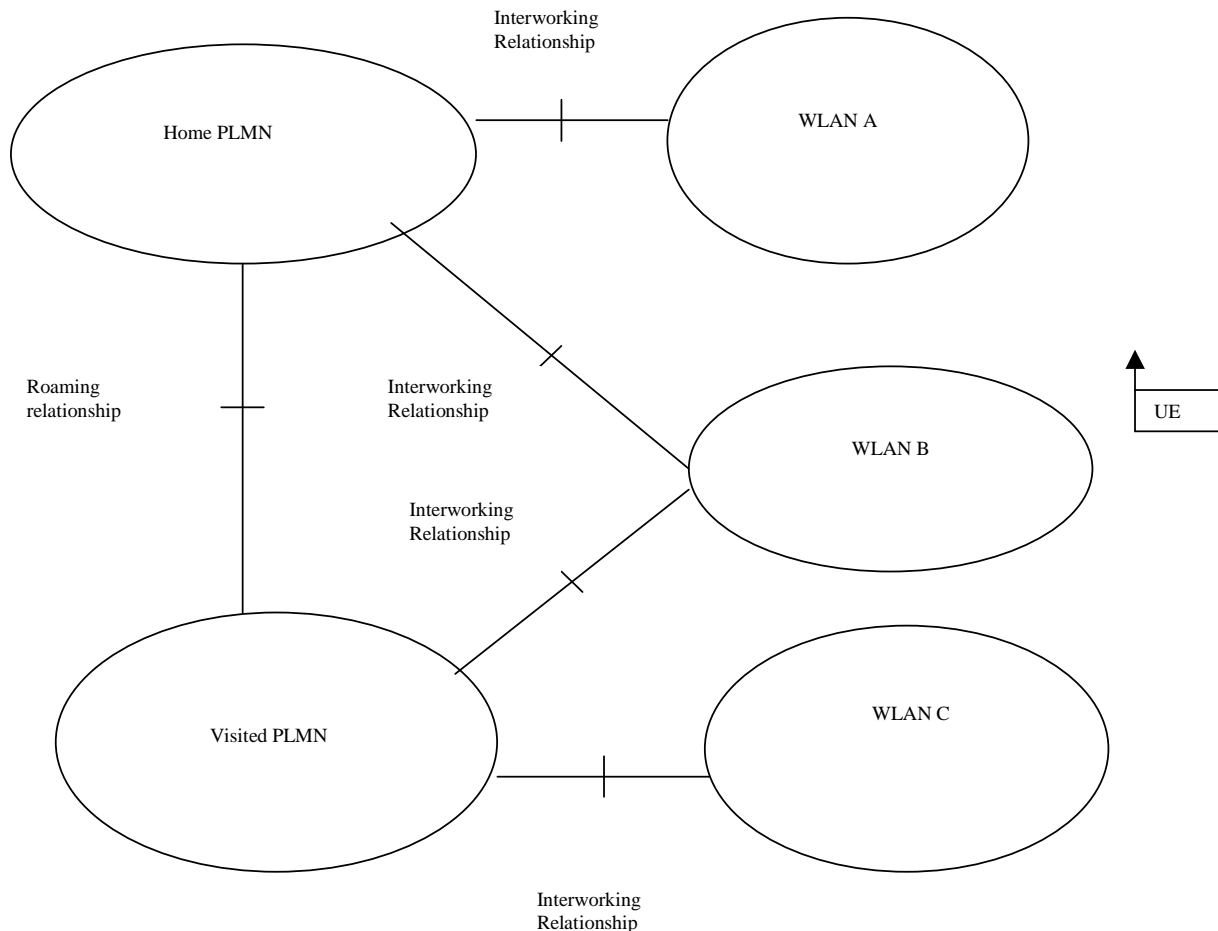 Interworking
Relationship
Home PLMN
WLAN A
Roaming
relationship
Interworking
Relationship
UE
WLAN B
Interworking
Relationship
WLAN C
Visited PLMN
Interworking
Relationship